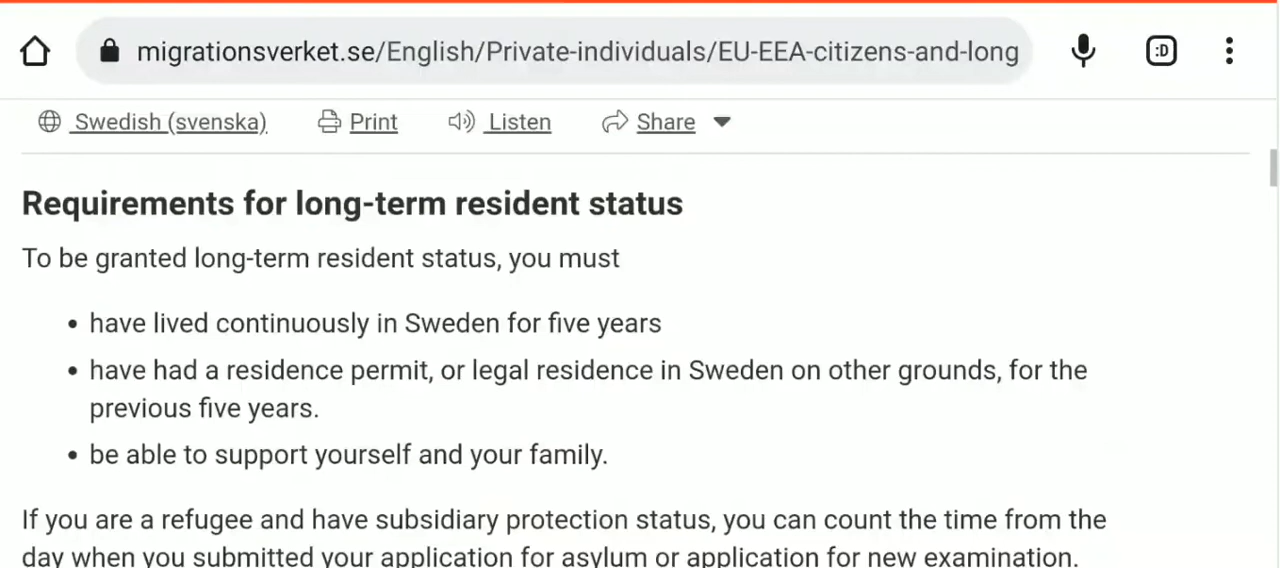 migrationsverket.se/English/Private-individuals/EU-EEA-citizens-and-long
:D
Swedish (svenska) Print Listen Share
Requirements for long-term resident status
To be granted long-term resident status, you must
• have lived continuously in Sweden for five years
• have had a residence permit, or legal residence in Sweden on other grounds, for the
previous five years.
• be able to support yourself and your family.
If you are a refugee and have subsidiary protection status, you can count the time from the
day when you submitted your application for asylum or application for new examination.